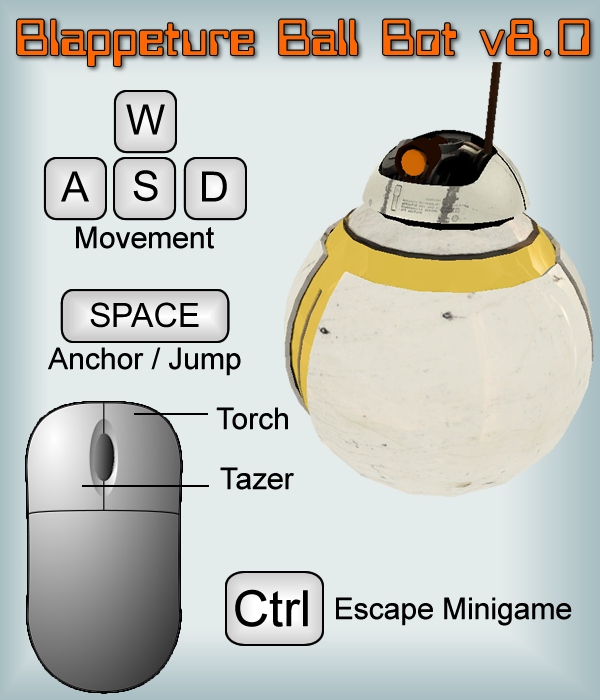 Blappeture Ball Bot v8.0
W
A S D
Movement
SPACE
Anchor / Jump
Torch
Tazer
Ctrl Escape Minigame